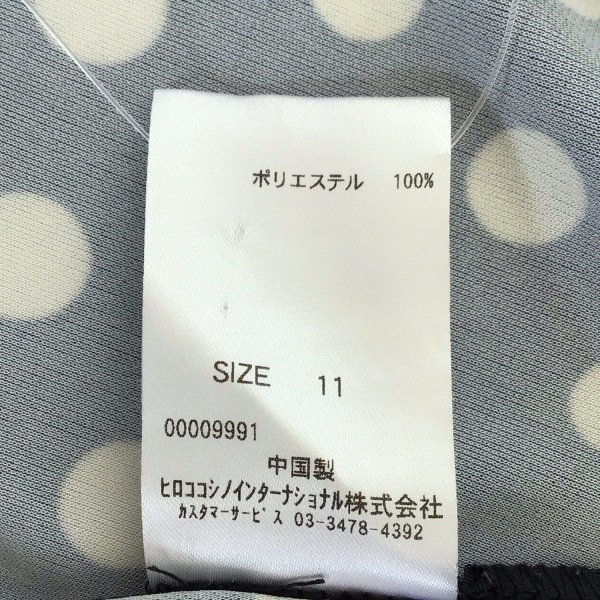 ポリエステル 100%
SIZE 11
00009991
中国製
ヒロココシノインターナショナル株式会社
カスタマーサービス 03-3478-4392